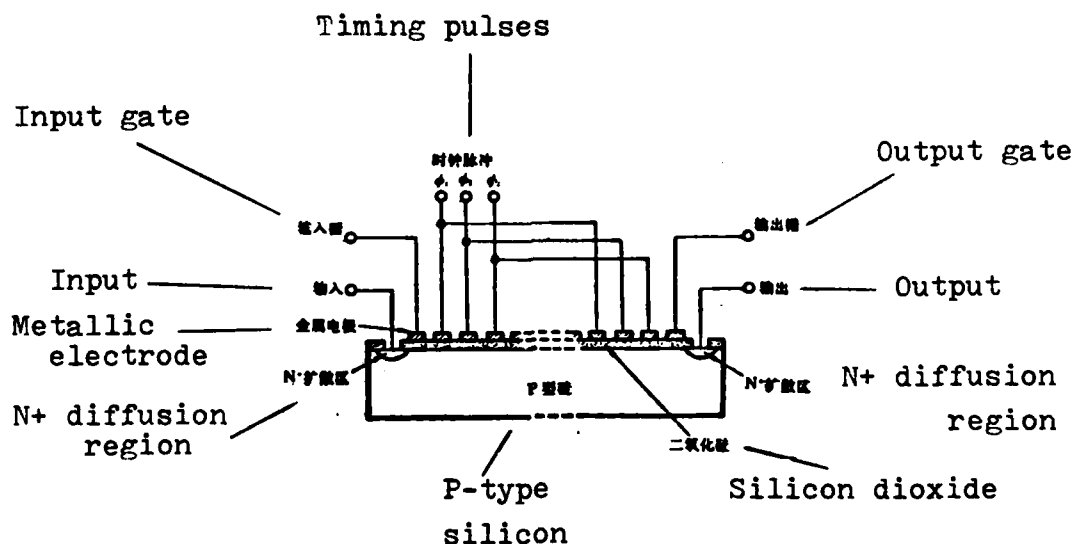 Timing pulses
Input gate
Output gate
时钟脉冲
输入栅
输出栅
Input
输入
输出
Output
Metallic
electrode
金属电极
N⁺扩散区
P型硅
N⁺扩散区
N+ diffusion
region
N+ diffusion
region
二氧化硅
P-type
silicon
Silicon dioxide